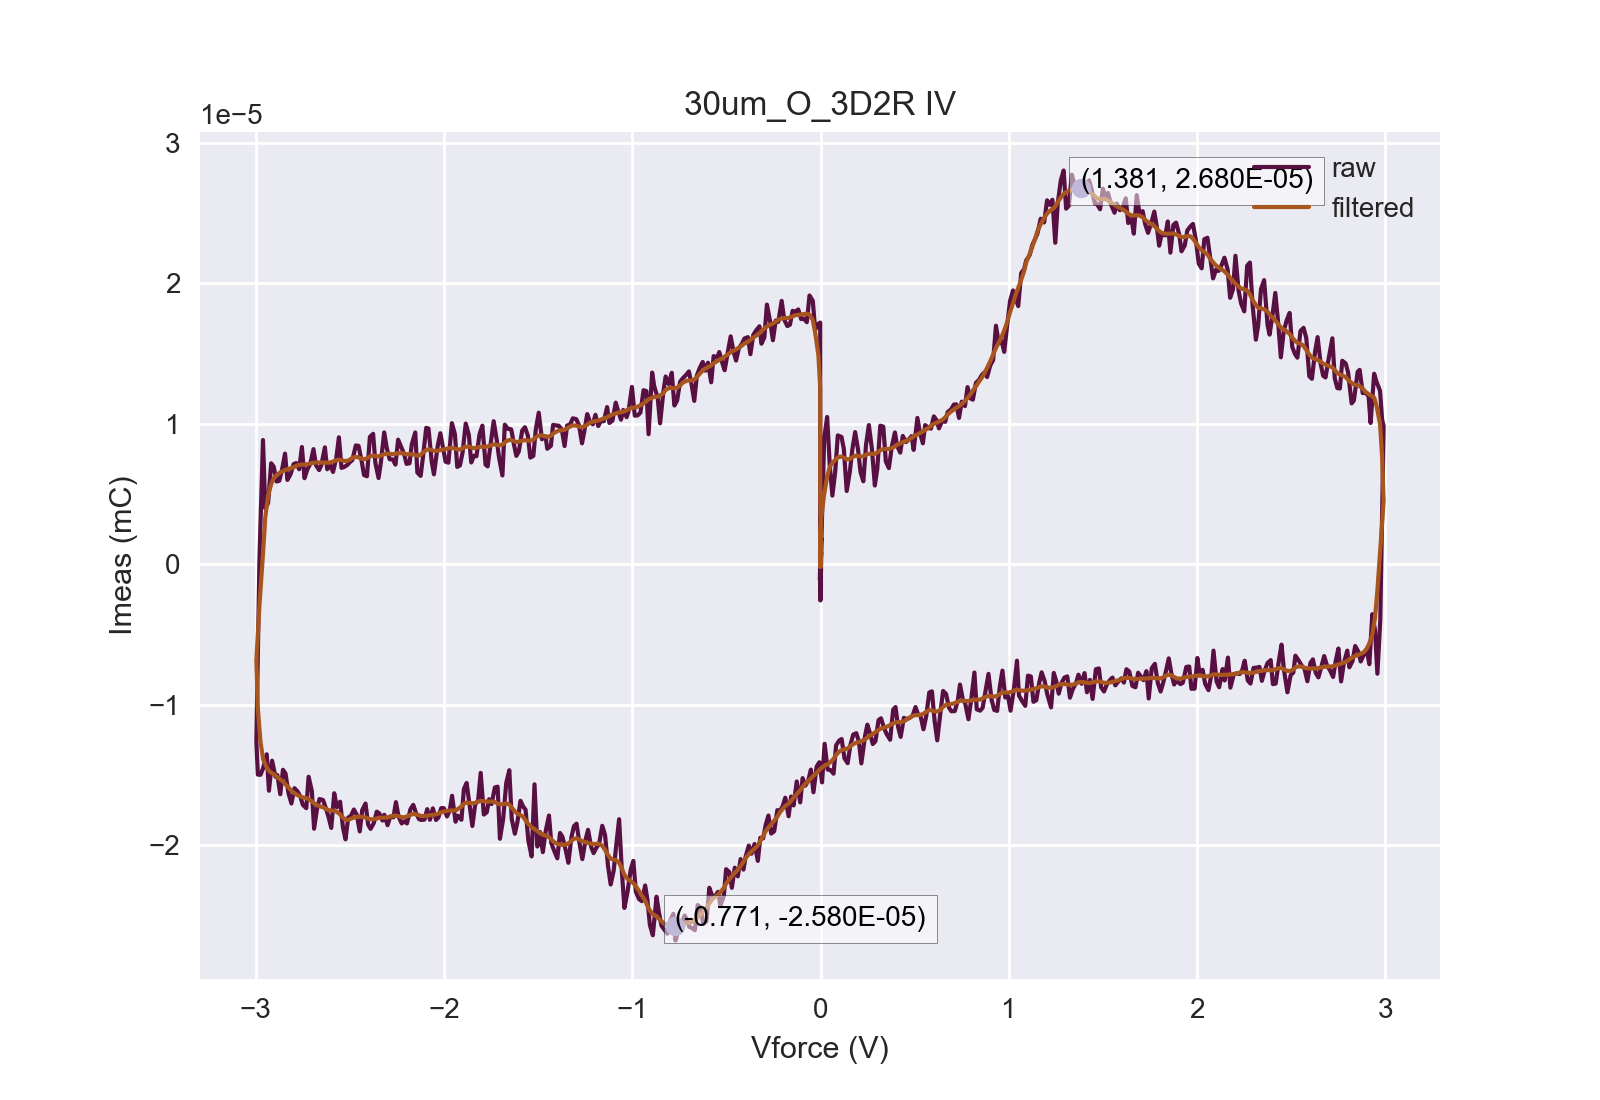 30um_O_3D2R IV
1e−5
3
2
1
0
−1
−2
−3
−2
−1
0
1
2
3
Imeas (mC)
Vforce (V)
(1.381, 2.680E-05)
raw
filtered
(-0.771, -2.580E-05)